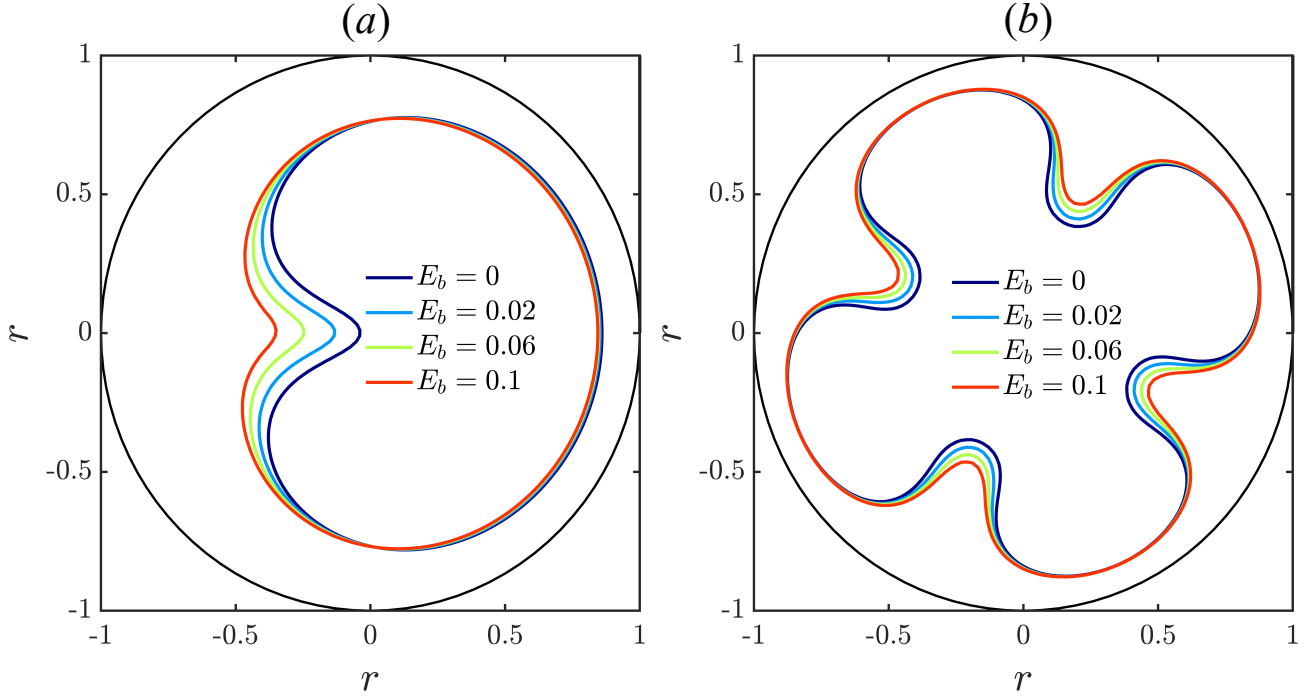 (a)
(b)
1
0.5
0
-0.5
-1
r
-1
-0.5
0
0.5
1
r
E_b = 0
E_b = 0.02
E_b = 0.06
E_b = 0.1
1
0.5
0
-0.5
-1
r
-1
-0.5
0
0.5
1
r
E_b = 0
E_b = 0.02
E_b = 0.06
E_b = 0.1